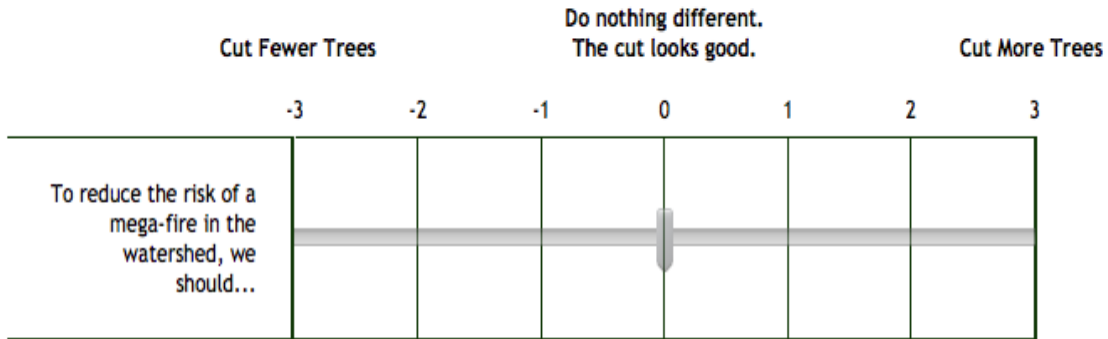 Do nothing different.
Cut Fewer Trees The cut looks good. Cut More Trees
-3 -2 -1 0 1 2 3
To reduce the risk of a
mega-fire in the
watershed, we
should...